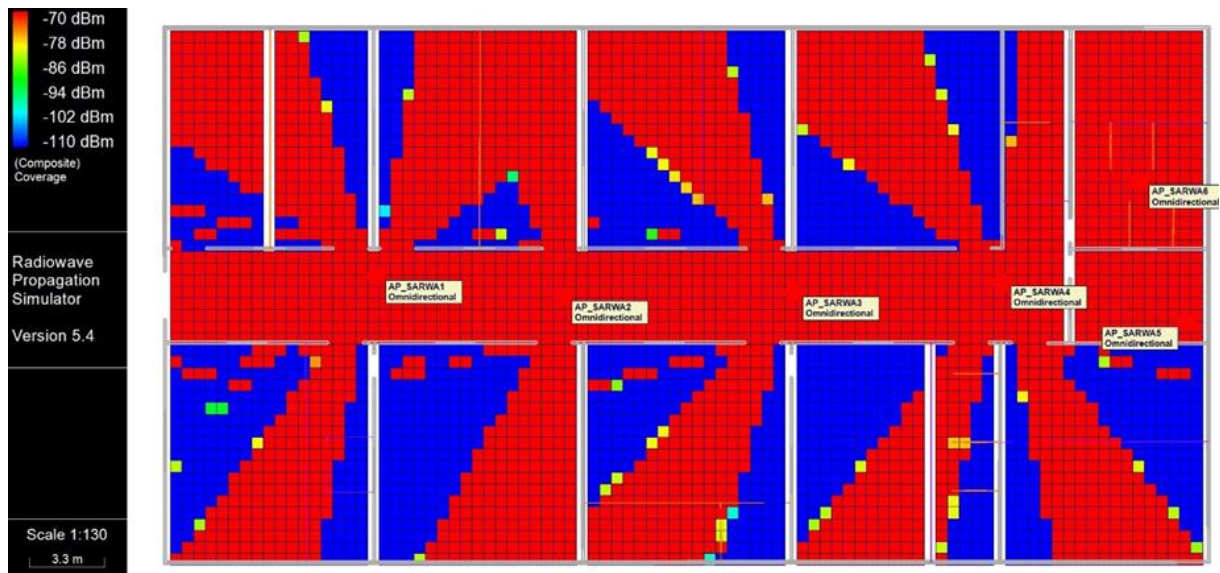 -70 dBm
-78 dBm
-86 dBm
-94 dBm
-102 dBm
-110 dBm
(Composite)
Coverage
Radiowave
Propagation
Simulator
Version 5.4
Scale 1:130
3.3 m
AP_SARWA6
Omnidirectional
AP_SARWA1
Omnidirectional
AP_SARWA2
Omnidirectional
AP_SARWA3
Omnidirectional
AP_SARWA4
Omnidirectional
AP_SARWA5
Omnidirectional